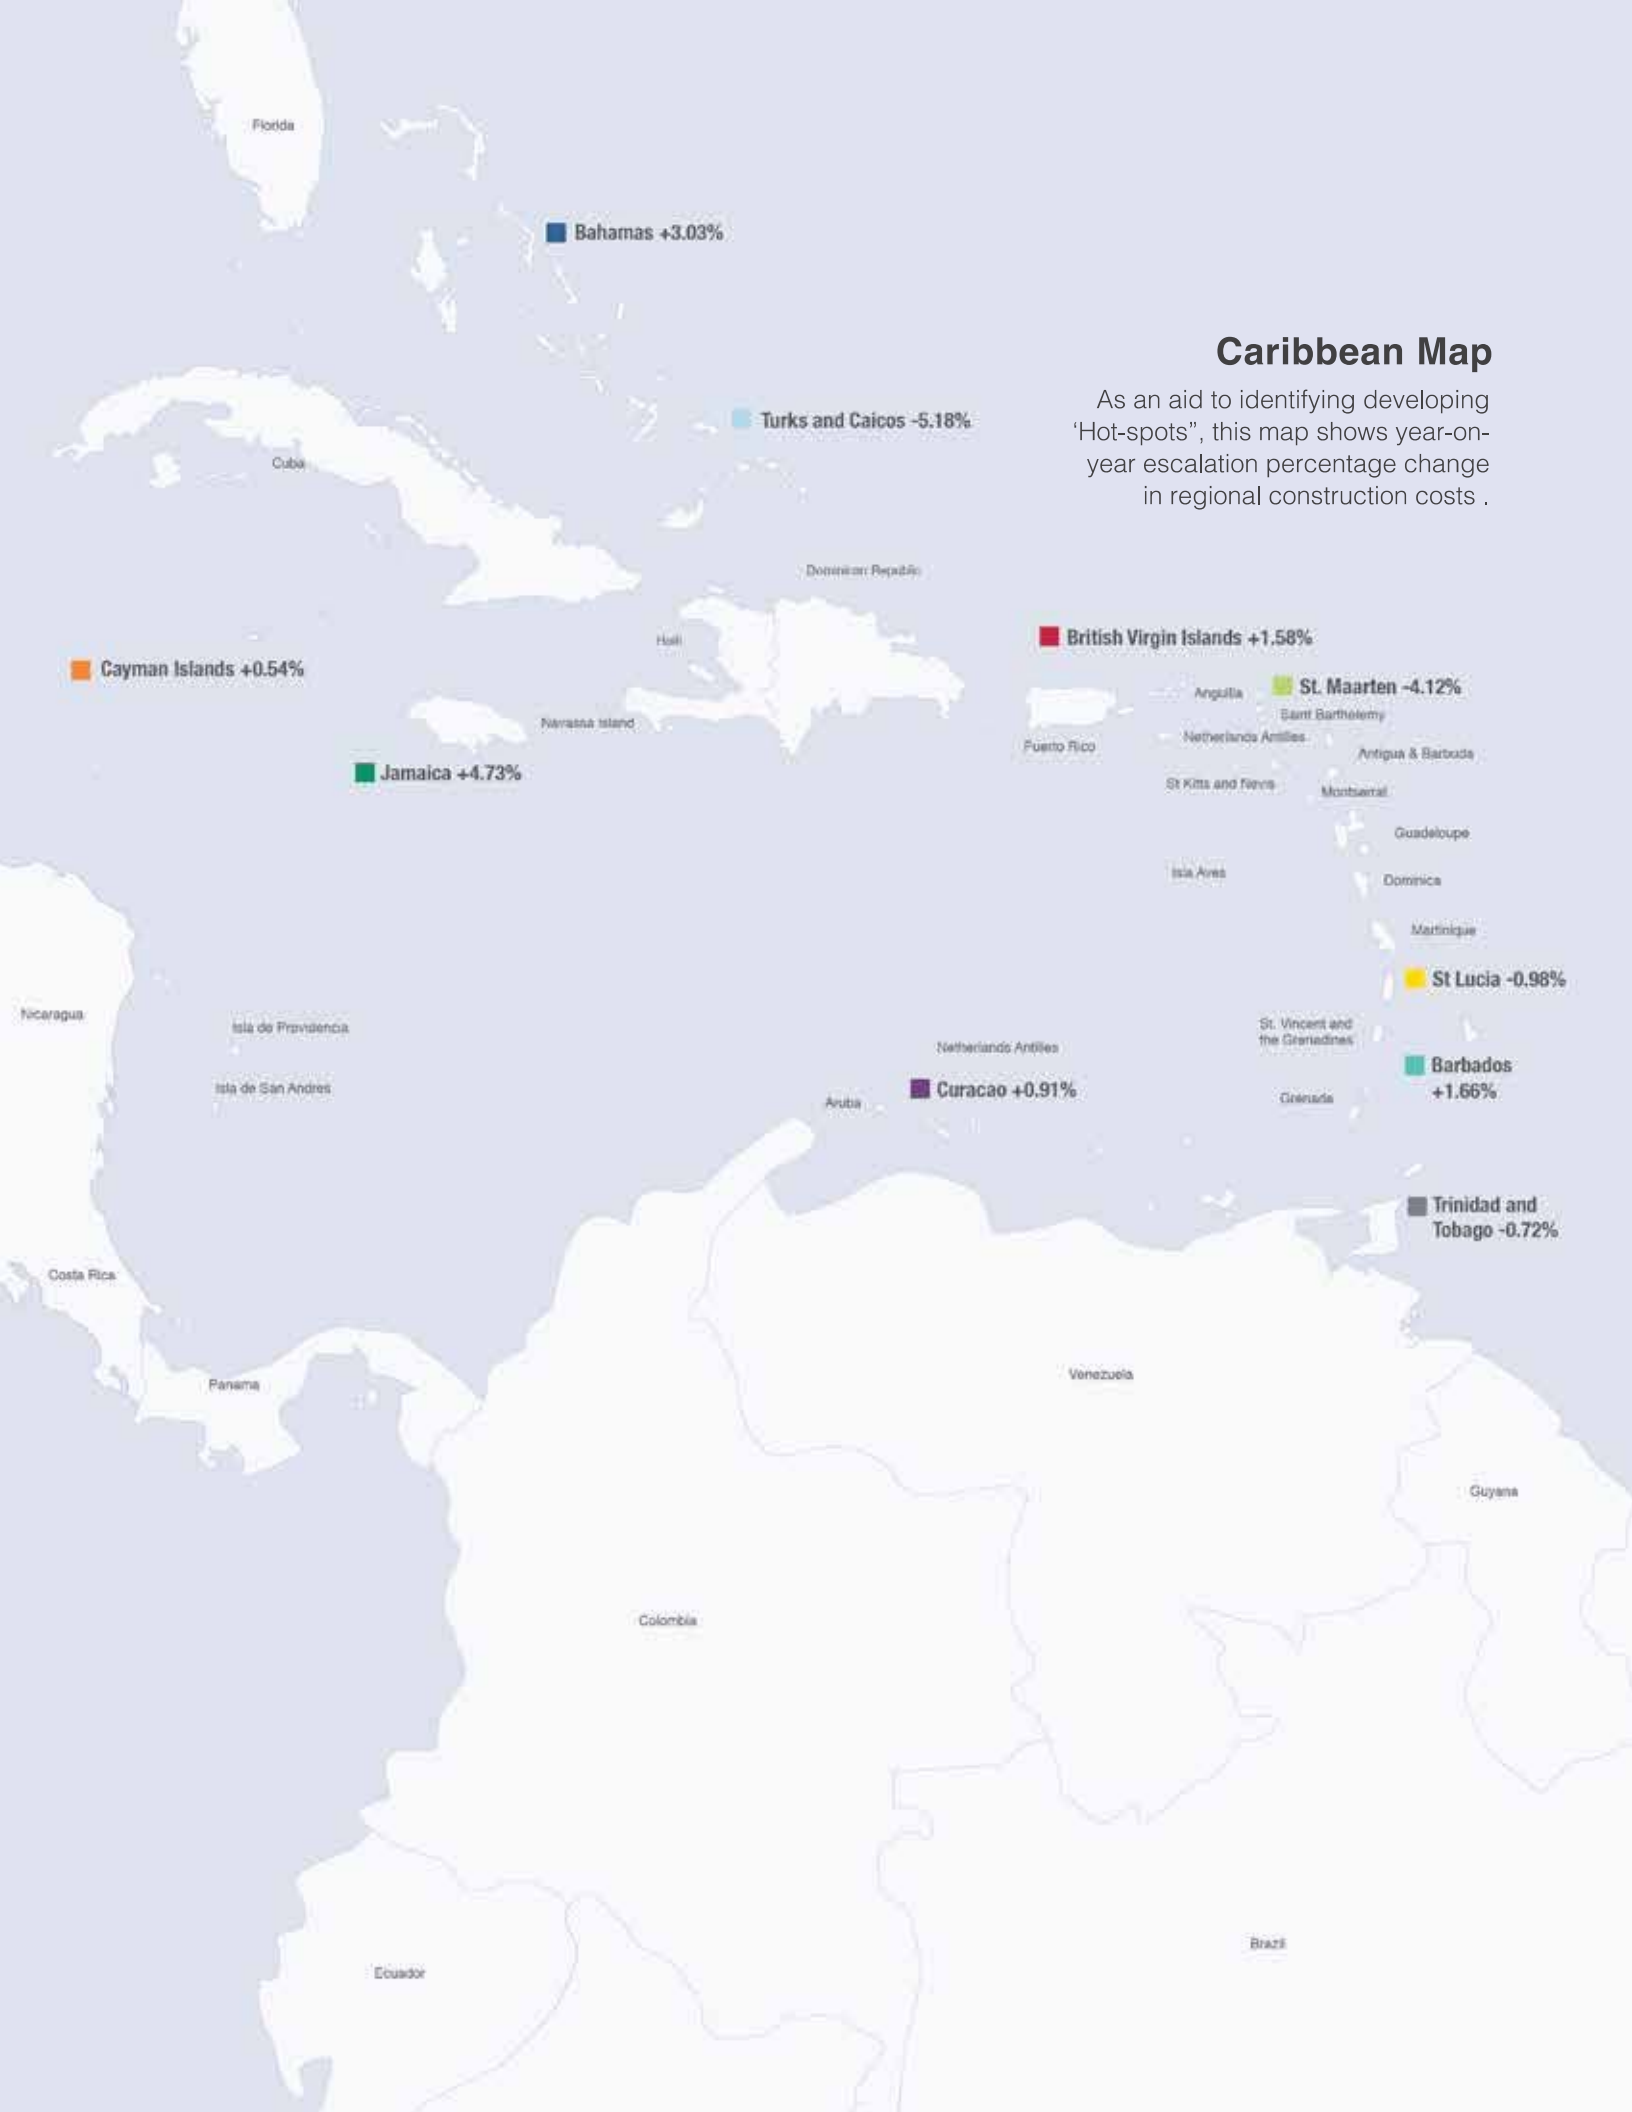 Florida
Bahamas +3.03%
Caribbean Map
As an aid to identifying developing
‘Hot-spots”, this map shows year-on-
year escalation percentage change
in regional construction costs .
Turks and Caicos -5.18%
Cuba
Dominican Republic
Haiti
British Virgin Islands +1.58%
Cayman Islands +0.54%
Anguilla
St. Maarten -4.12%
Saint Barthelemy
Navassa Island
Puerto Rico
Netherlands Antilles
Antigua & Barbuda
Jamaica +4.73%
St Kitts and Nevis
Montserrat
Guadeloupe
Isla Aves
Dominica
Martinique
St Lucia -0.98%
Nicaragua
Isla de Providencia
St. Vincent and
the Grenadines
Netherlands Antilles
Barbados
+1.66%
Isla de San Andres
Aruba
Curacao +0.91%
Grenada
Trinidad and
Tobago -0.72%
Costa Rica
Panama
Venezuela
Guyana
Colombia
Brazil
Ecuador